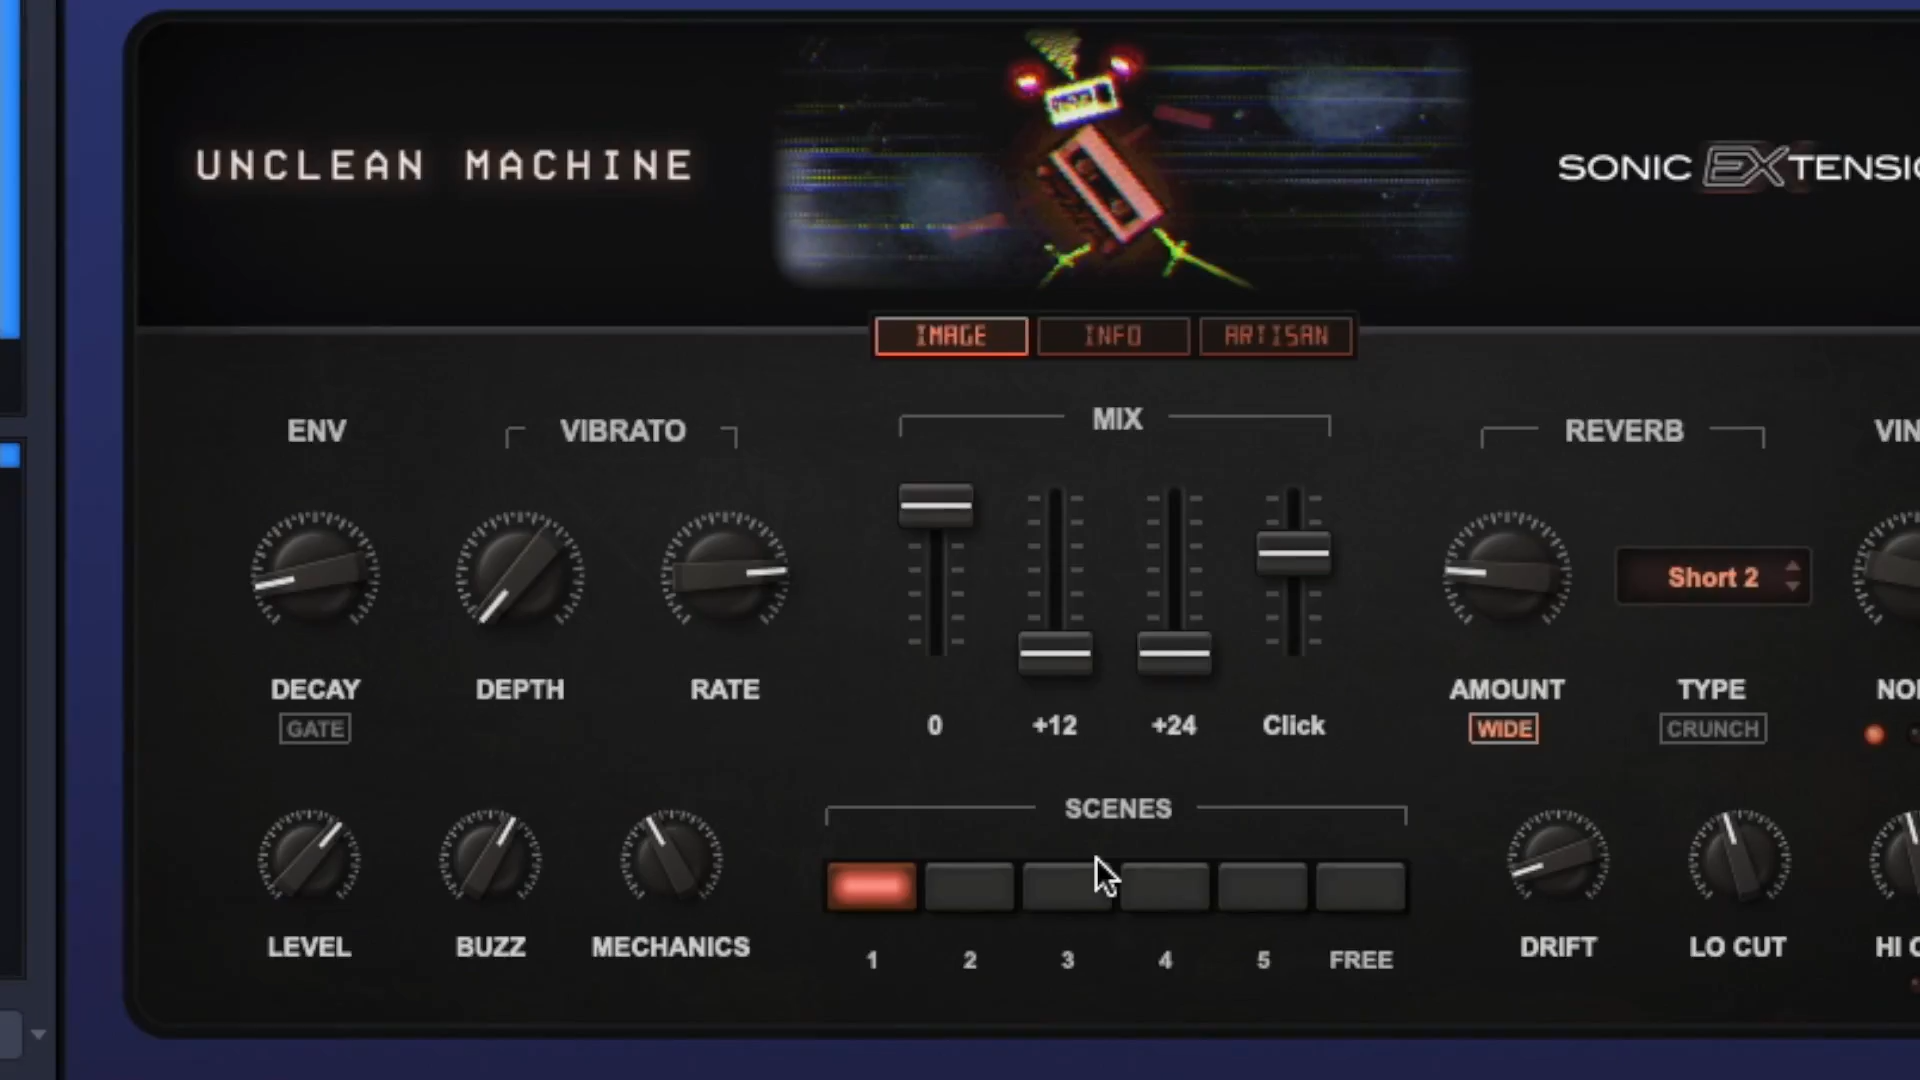 UNCLEAN MACHINE
SONIC EXTENSIO
IMAGE INFO ARTISAN
ENV VIBRATO MIX REVERB VIN
Short 2
DECAY DEPTH RATE 0 +12 +24 Click AMOUNT TYPE NOI
GATE WIDE CRUNCH
SCENES
LEVEL BUZZ MECHANICS 1 2 3 4 5 FREE DRIFT LO CUT HI C